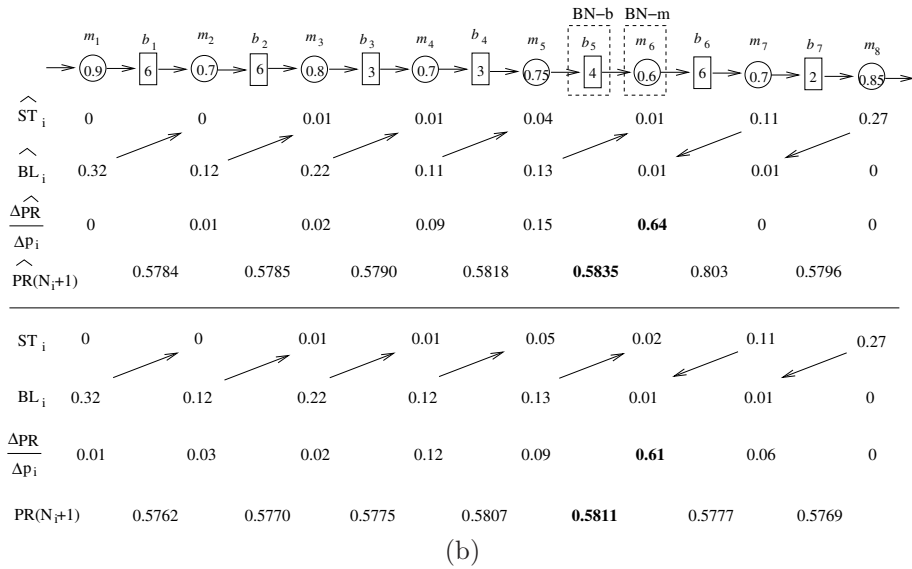 BN–b BN–m
m1 b1 m2 b2 m3 b3 m4 b4 m5 b5 m6 b6 m7 b7 m8
0.9 6 0.7 6 0.8 3 0.7 3 0.75 4 0.6 6 0.7 2 0.85
ST̂ i 0 0 0.01 0.01 0.04 0.01 0.11 0.27
BL̂ i 0.32 0.12 0.22 0.11 0.13 0.01 0.01 0
ΔPR̂ / Δp i 0 0.01 0.02 0.09 0.15 0.64 0 0
PR̂(Ni+1) 0.5784 0.5785 0.5790 0.5818 0.5835 0.803 0.5796
ST i 0 0 0.01 0.01 0.05 0.02 0.11 0.27
BL i 0.32 0.12 0.22 0.12 0.13 0.01 0.01 0
ΔPR / Δp i 0.01 0.03 0.02 0.12 0.09 0.61 0.06 0
PR(Ni+1) 0.5762 0.5770 0.5775 0.5807 0.5811 0.5777 0.5769
(b)